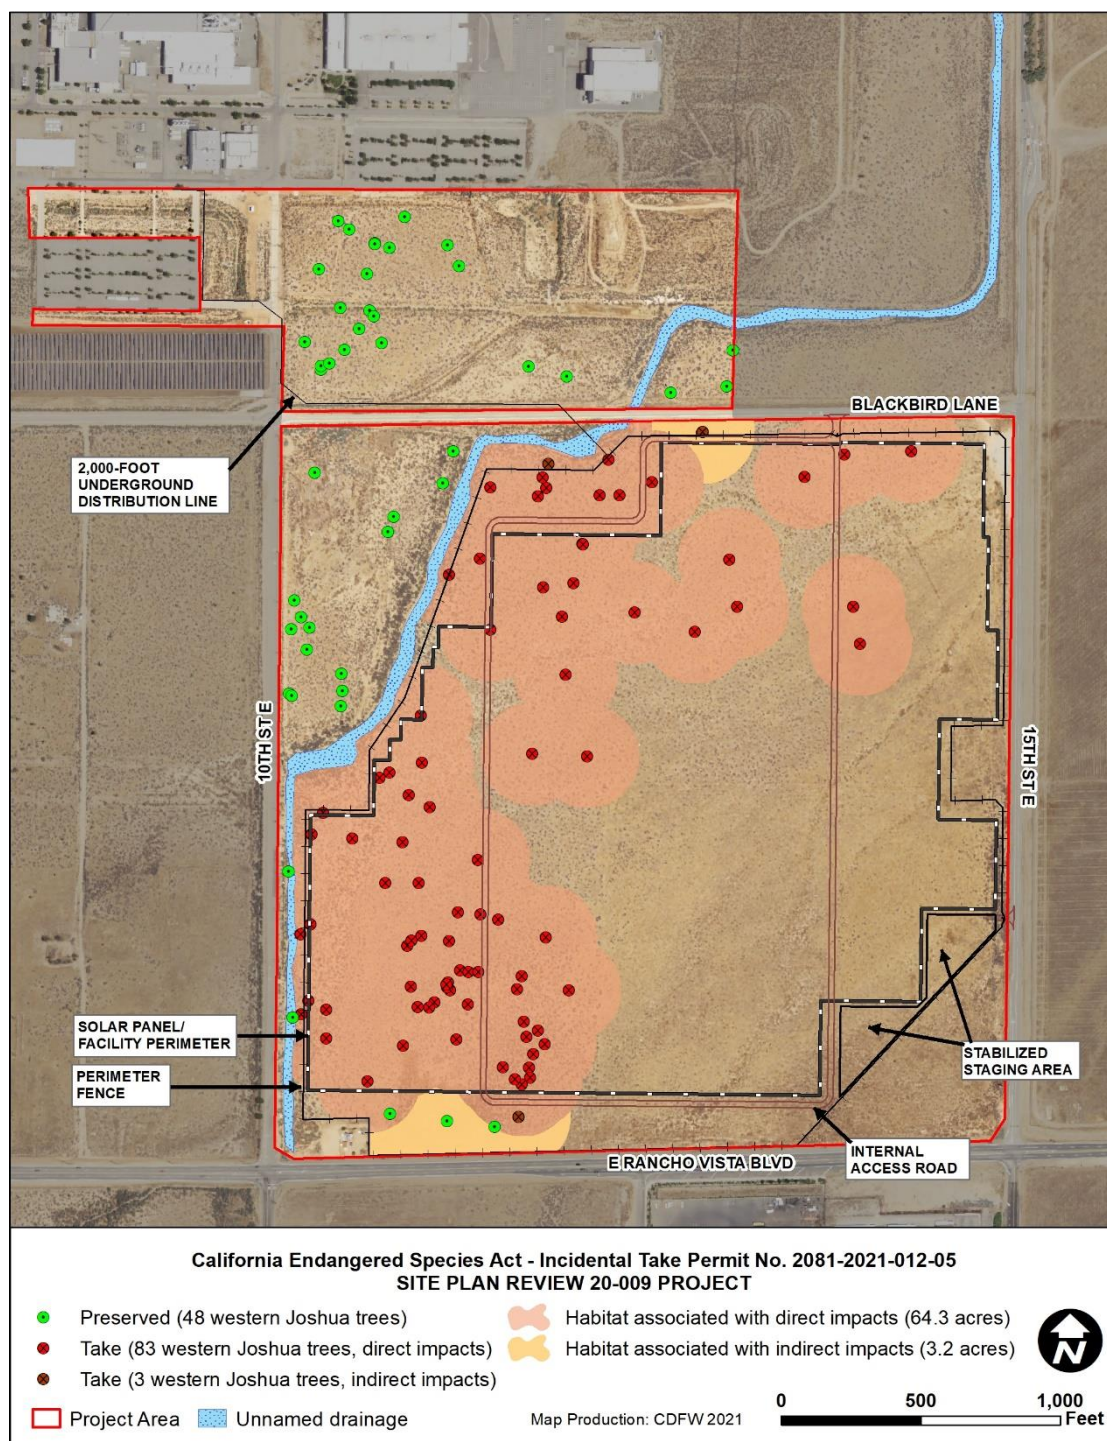 BLACKBIRD LANE
2,000-FOOT
UNDERGROUND
DISTRIBUTION LINE
10TH ST E
15TH ST E
SOLAR PANEL/
FACILITY PERIMETER
PERIMETER
FENCE
STABILIZED
STAGING AREA
INTERNAL
ACCESS ROAD
E RANCHO VISTA BLVD
California Endangered Species Act - Incidental Take Permit No. 2081-2021-012-05
SITE PLAN REVIEW 20-009 PROJECT
Preserved (48 western Joshua trees)
Take (83 western Joshua trees, direct impacts)
Take (3 western Joshua trees, indirect impacts)
Habitat associated with direct impacts (64.3 acres)
Habitat associated with indirect impacts (3.2 acres)
N
Project Area
Unnamed drainage
Map Production: CDFW 2021
0 500 1,000
Feet